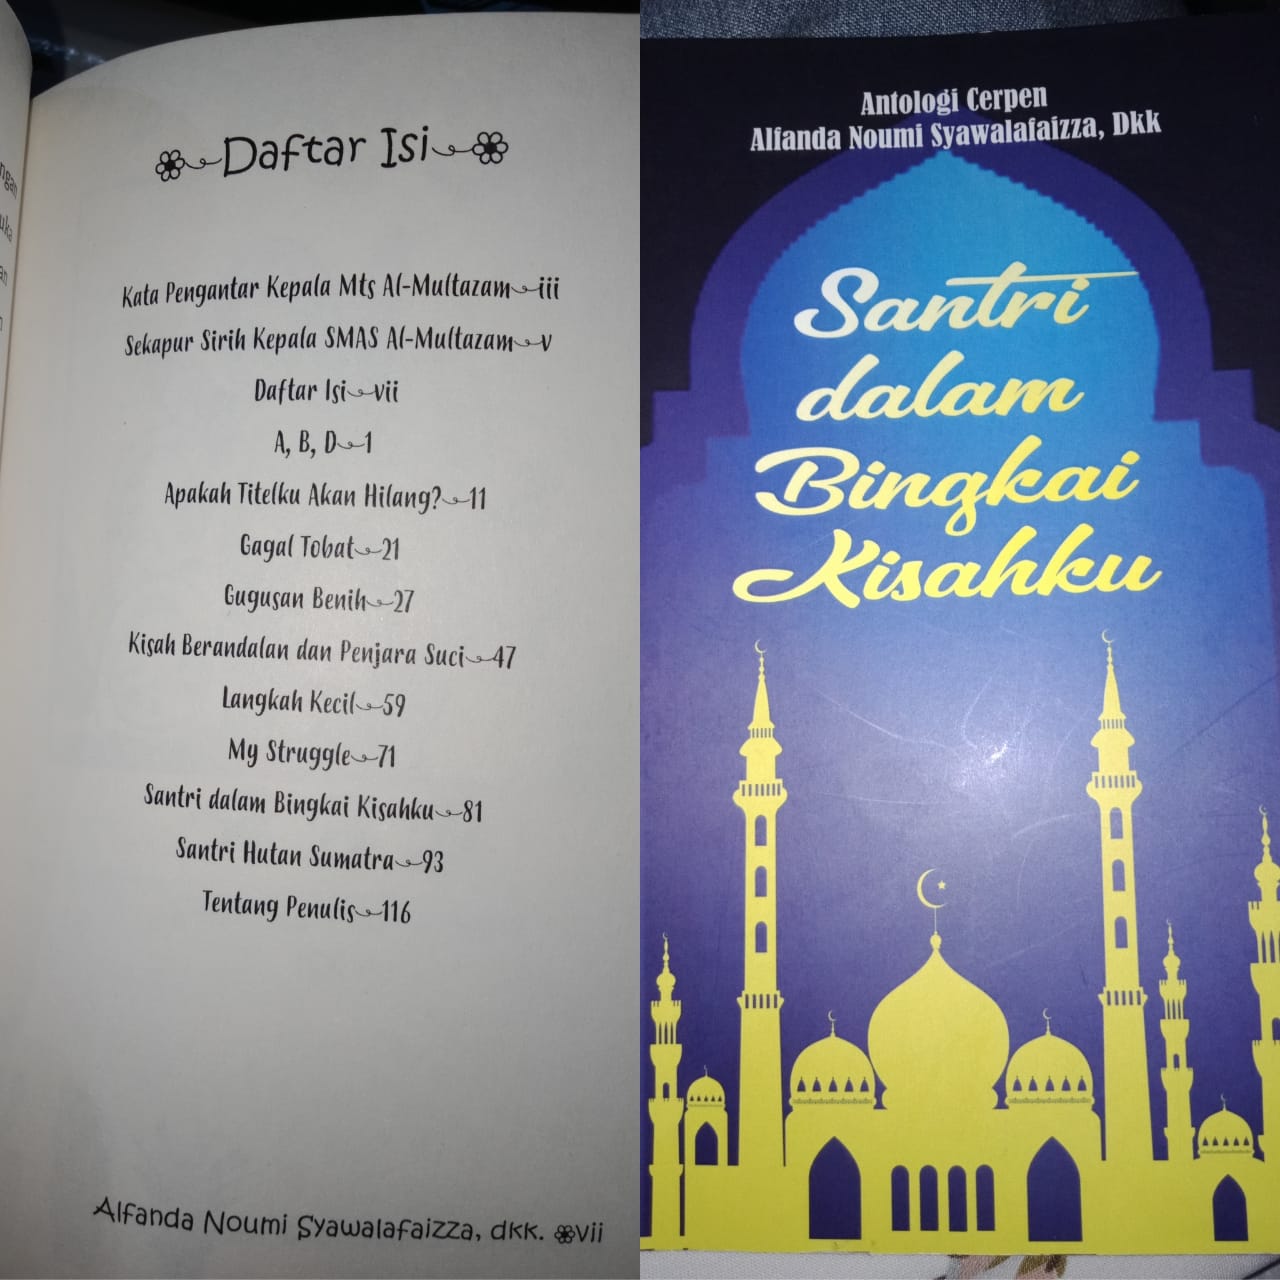 Daftar Isi
Kata Pengantar Kepala Mts Al-Multazam iii
Sekapur Sirih Kepala SMAS Al-Multazam v
Daftar Isi vii
A, B, D 1
Apakah Titelku Akan Hilang? 11
Gagal Tobat 21
Gugusan Benih 27
Kisah Berandalan dan Penjara Suci 47
Langkah Kecil 59
My Struggle 71
Santri dalam Bingkai Kisahku 81
Santri Hutan Sumatra 93
Tentang Penulis 116
Alfanda Noumi Syawalafaizza, dkk. vii
Antologi Cerpen
Alfanda Noumi Syawalafaizza, Dkk
Santri
dalam
Bingkai
Kisahku